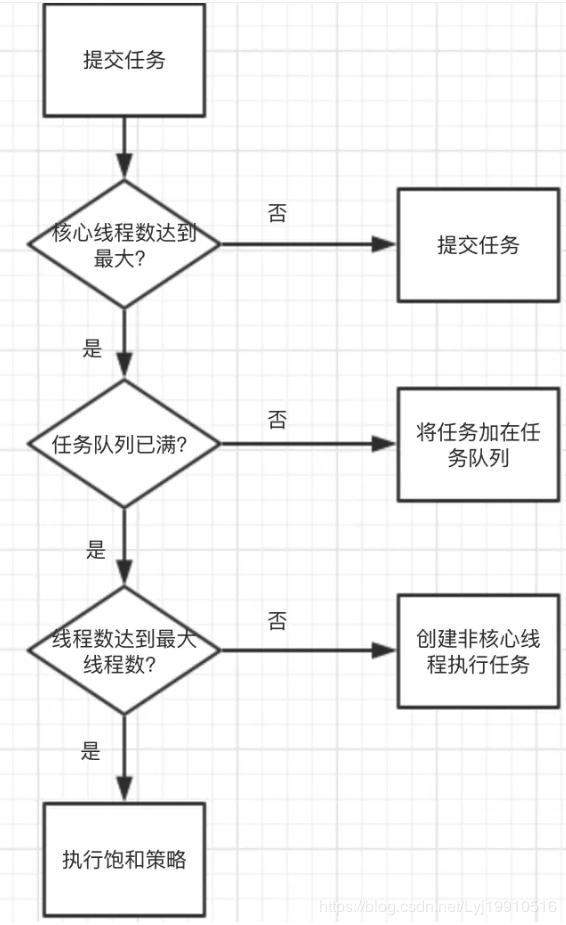 提交任务
核心线程数达到
最大?
否
提交任务
是
任务队列已满?
否
将任务加在任
务队列
是
线程数达到最大
线程数?
否
创建非核心线
程执行任务
是
执行饱和策略
https://blog.csdn.net/Lyj19910516